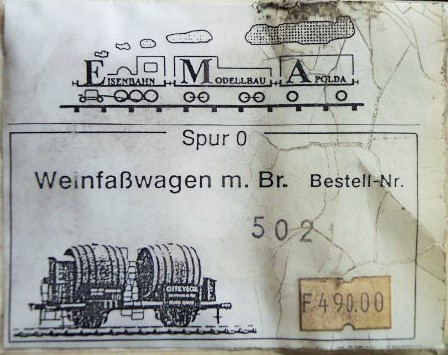 EISENBAHN MODELLBAU APOLDA
Spur 0
Weinfaßwagen m. Br. Bestell-Nr.
502
F.490.00